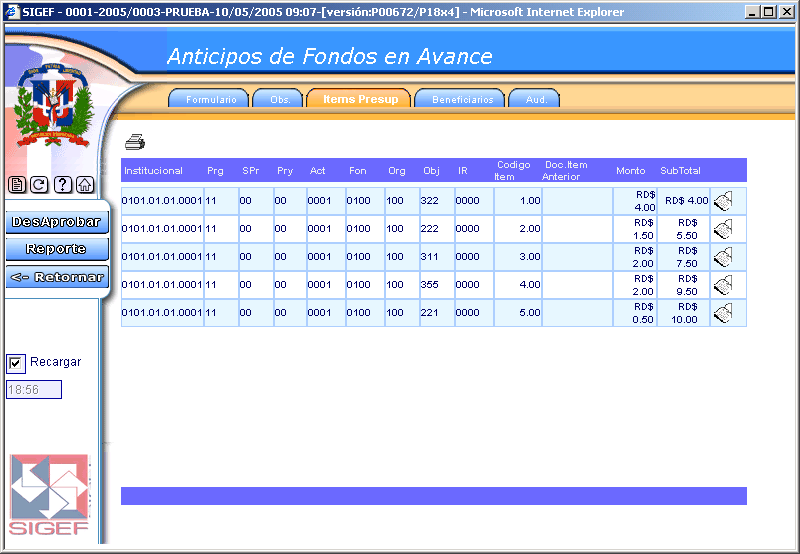 SIGEF - 0001-2005/0003-PRUEBA-10/05/2005 09:07-[versión:P00672/P18x4] - Microsoft Internet Explorer
Anticipos de Fondos en Avance
Formulario Obs. Items Presup Beneficiarios Aud.
Institucional Prg SPr Pry Act Fon Org Obj IR Codigo Item Doc.Item Anterior Monto SubTotal
0101.01.01.0001 11 00 00 0001 0100 100 322 0000 1.00 RD$ 4.00 RD$ 4.00
0101.01.01.0001 11 00 00 0001 0100 100 222 0000 2.00 RD$ 1.50 RD$ 5.50
0101.01.01.0001 11 00 00 0001 0100 100 311 0000 3.00 RD$ 2.00 RD$ 7.50
0101.01.01.0001 11 00 00 0001 0100 100 355 0000 4.00 RD$ 2.00 RD$ 9.50
0101.01.01.0001 11 00 00 0001 0100 100 221 0000 5.00 RD$ 0.50 RD$ 10.00
DesAprobar
Reporte
<- Retornar
Recargar
18:56
SIGEF